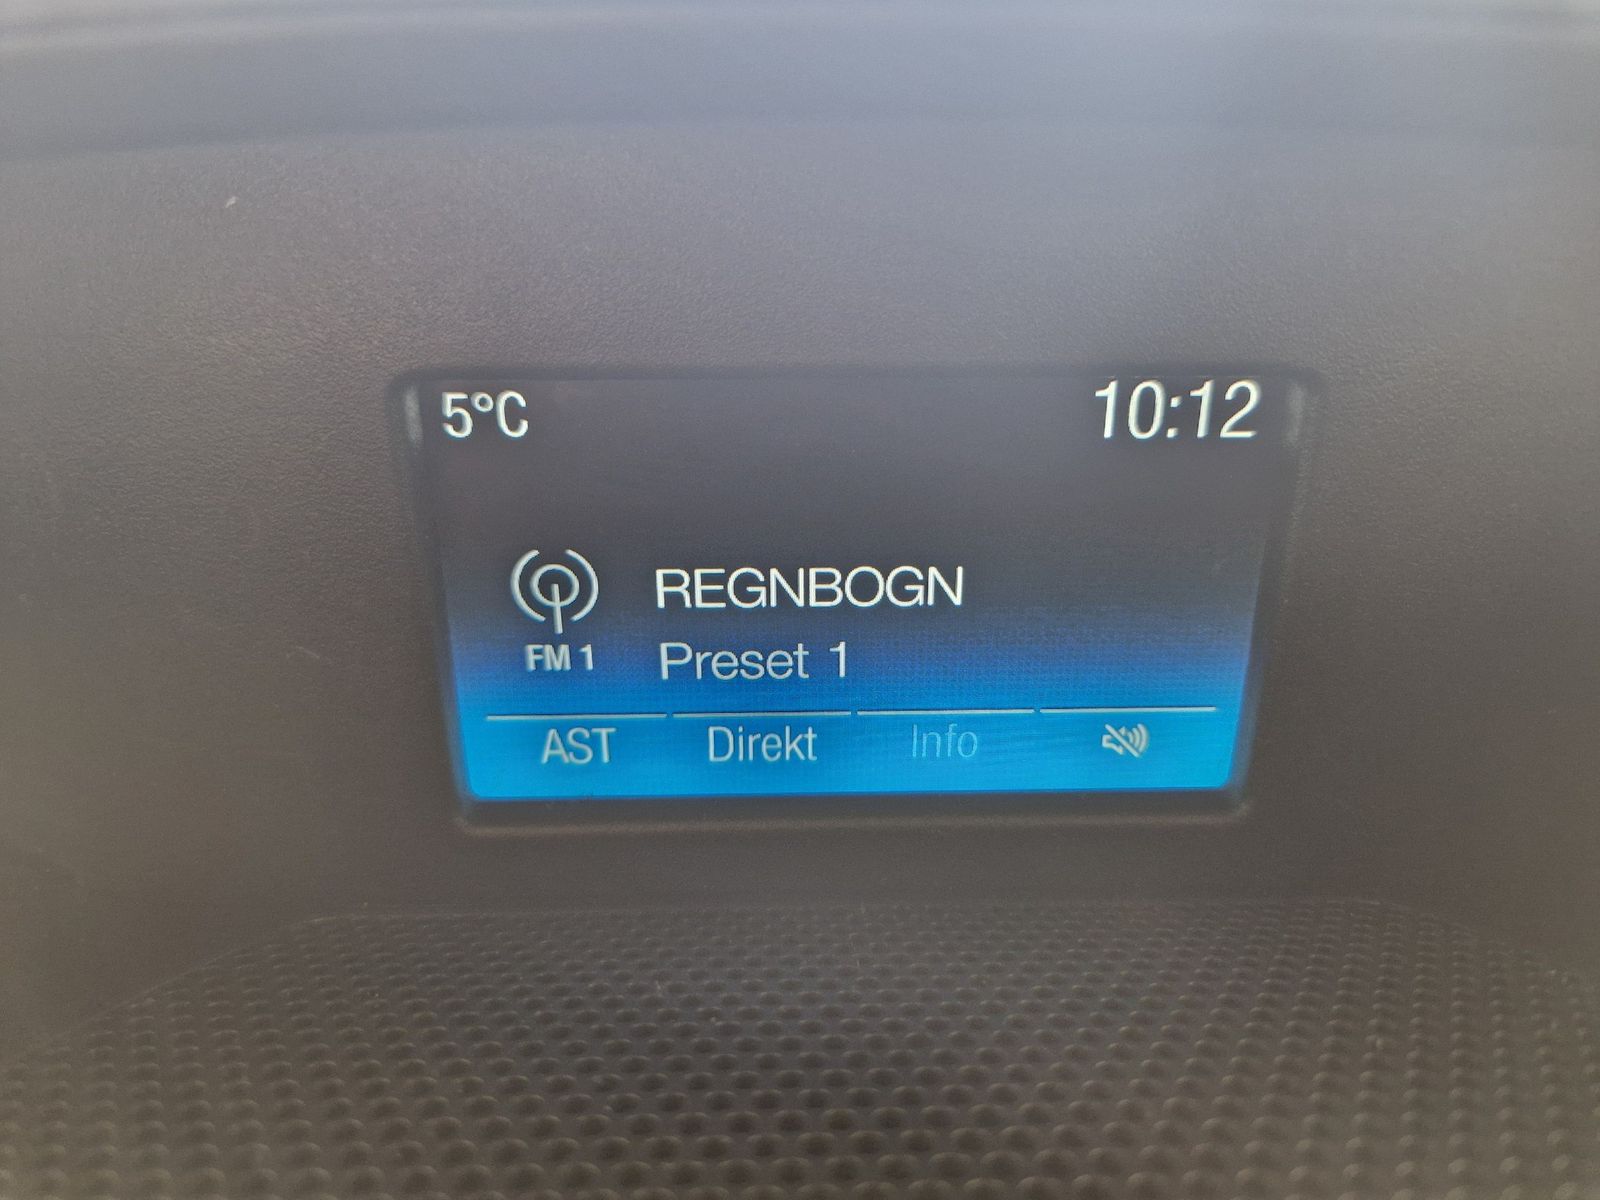 5°C 10:12
REGNBOGN
FM 1 Preset 1
AST Direkt Info